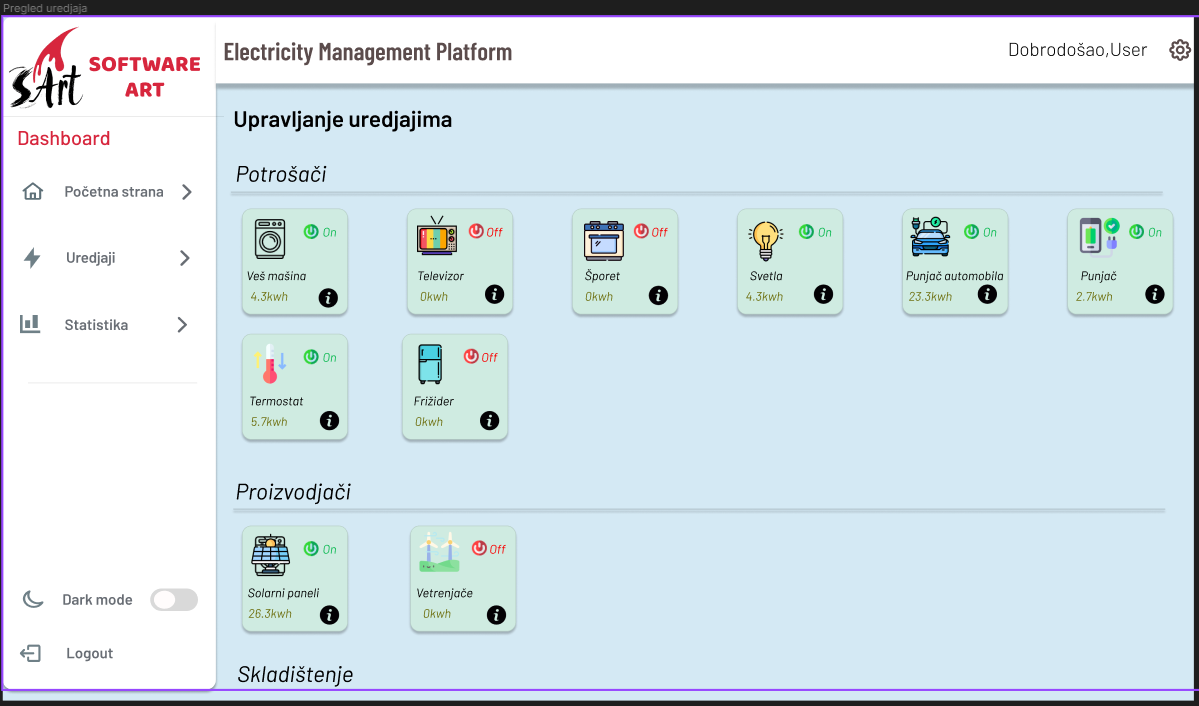 Pregled uredjaja
sArt
SOFTWARE
ART
Electricity Management Platform
Dobrodošao,User
Dashboard
Početna strana
Uredjaji
Statistika
Dark mode
Logout
Upravljanje uredjajima
Potrošači
On
Veš mašina
4.3kwh
i
Off
Televizor
0kwh
i
Off
Šporet
0kwh
i
On
Svetla
4.3kwh
i
On
Punjač automobila
23.3kwh
i
On
Punjač
2.7kwh
i
On
Termostat
5.7kwh
i
Off
Frižider
0kwh
i
Proizvodjači
On
Solarni paneli
26.3kwh
i
Off
Vetrenjače
0kwh
i
Skladištenje